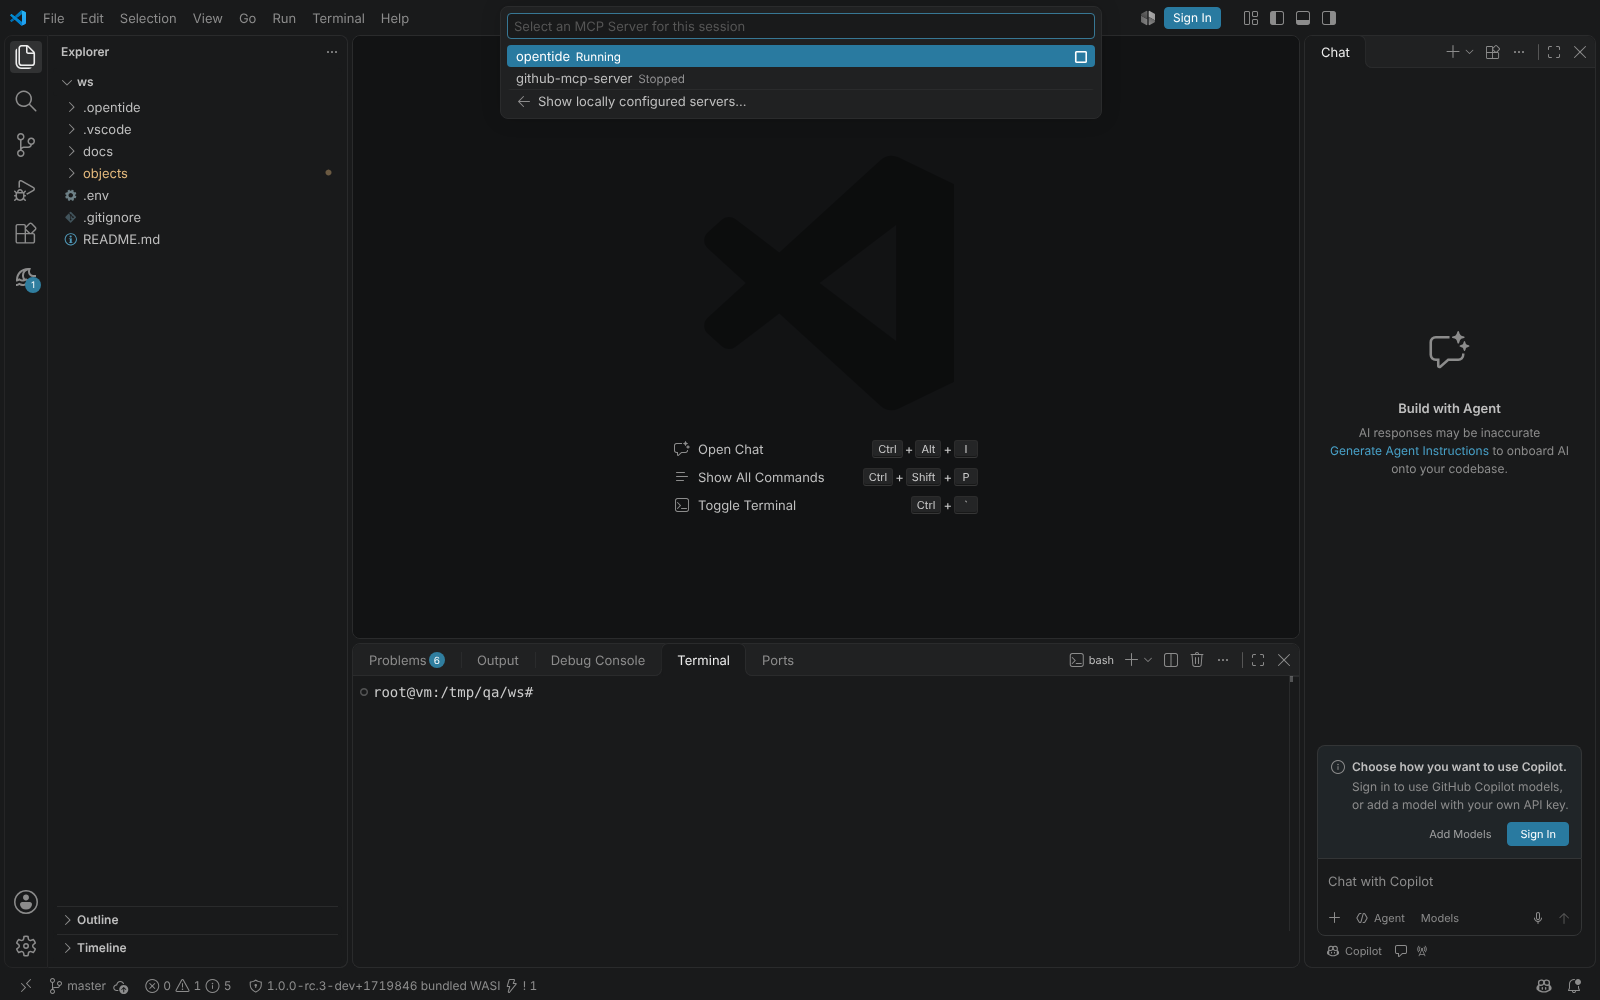 File Edit Selection View Go Run Terminal Help
Select an MCP Server for this session
Sign In
opentide Running
github-mcp-server Stopped
Show locally configured servers...
Explorer
ws
.opentide
.vscode
docs
objects
.env
.gitignore
README.md
1
Outline
Timeline
Open Chat Ctrl + Alt + I
Show All Commands Ctrl + Shift + P
Toggle Terminal Ctrl + `
Problems 6 Output Debug Console Terminal Ports
bash
root@vm:/tmp/qa/ws#
Chat
Build with Agent
AI responses may be inaccurate
Generate Agent Instructions to onboard AI
onto your codebase.
Choose how you want to use Copilot.
Sign in to use GitHub Copilot models,
or add a model with your own API key.
Add Models Sign In
Chat with Copilot
Agent Models
Copilot
master 0 1 5 1.0.0-rc.3-dev+1719846 bundled WASI ! 1